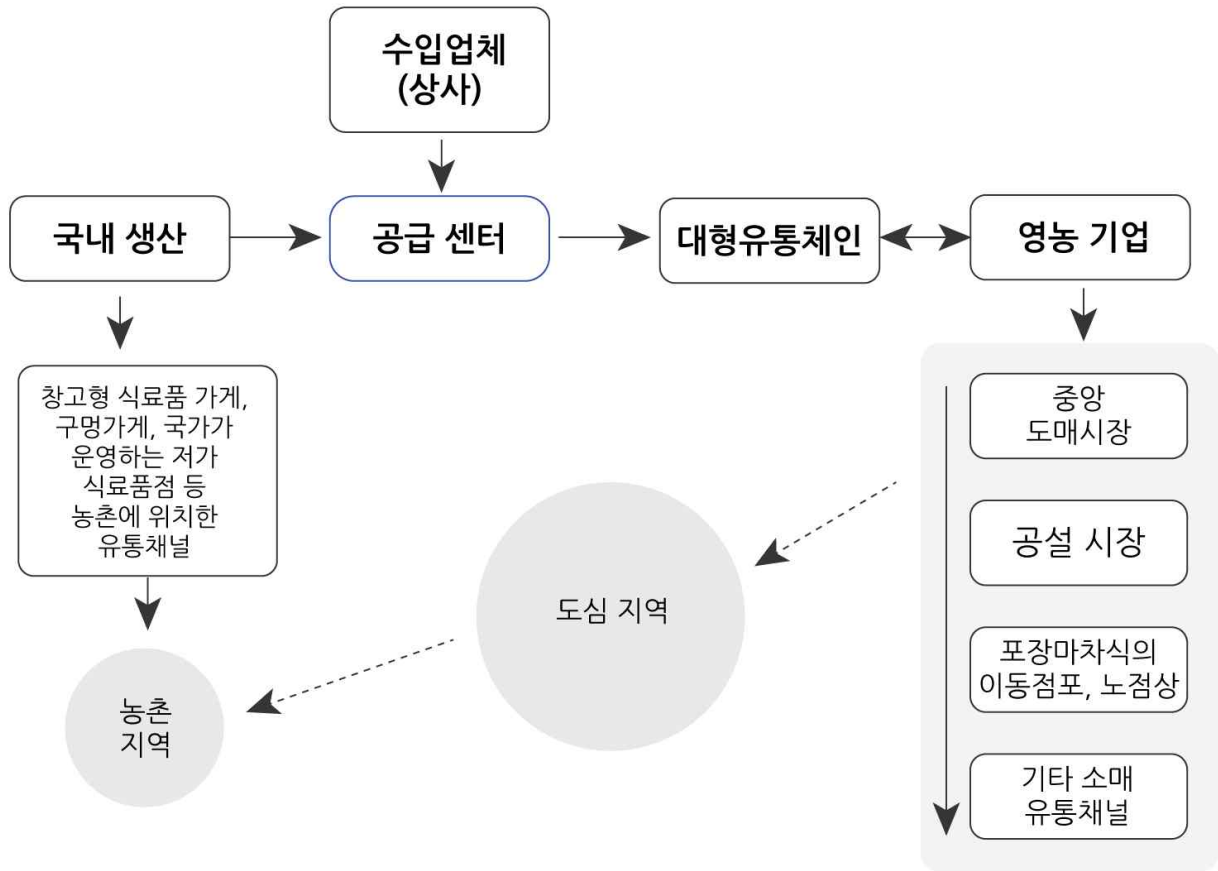 수입업체
(상사)
국내 생산
공급 센터
대형유통체인
영농 기업
창고형 식료품 가게,
구멍가게, 국가가
운영하는 저가
식료품점 등
농촌에 위치한
유통채널
농촌
지역
도심 지역
중앙
도매시장
공설 시장
포장마차식의
이동점포, 노점상
기타 소매
유통채널